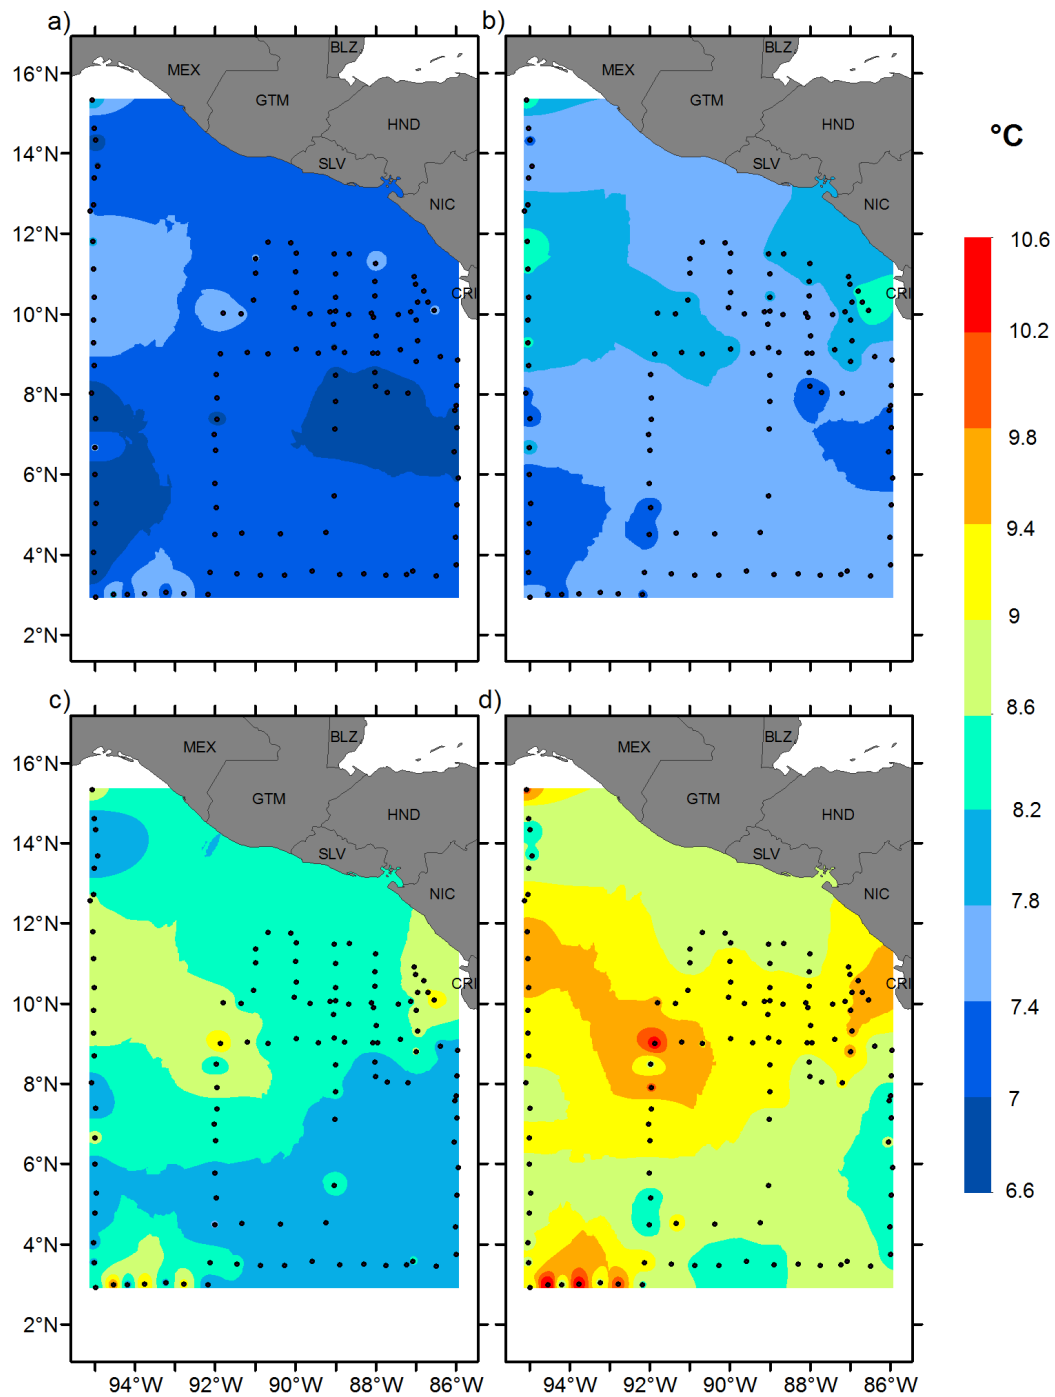 a)
b)
16°N
14°N
12°N
10°N
8°N
6°N
4°N
2°N
MEX
BLZ
GTM
HND
SLV
NIC
CRI
MEX
BLZ
GTM
HND
SLV
NIC
CRI
°C
10.6
10.2
9.8
9.4
9
8.6
8.2
7.8
7.4
7
6.6
c)
d)
16°N
14°N
12°N
10°N
8°N
6°N
4°N
2°N
MEX
BLZ
GTM
HND
SLV
NIC
CRI
MEX
BLZ
GTM
HND
SLV
NIC
CRI
94°W 92°W 90°W 88°W 86°W
94°W 92°W 90°W 88°W 86°W